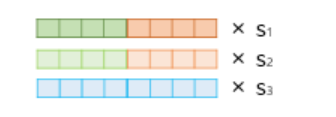 × S₁
× S₂
× S₃